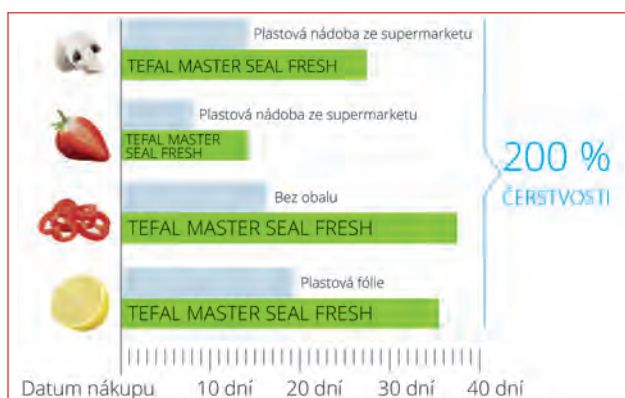 Plastová nádoba ze supermarketu
TEFAL MASTER SEAL FRESH
Plastová nádoba ze supermarketu
TEFAL MASTER
SEAL FRESH
Bez obalu
TEFAL MASTER SEAL FRESH
Plastová fólie
TEFAL MASTER SEAL FRESH
200 %
ČERSTVOSTI
Datum nákupu 10 dní 20 dní 30 dní 40 dní